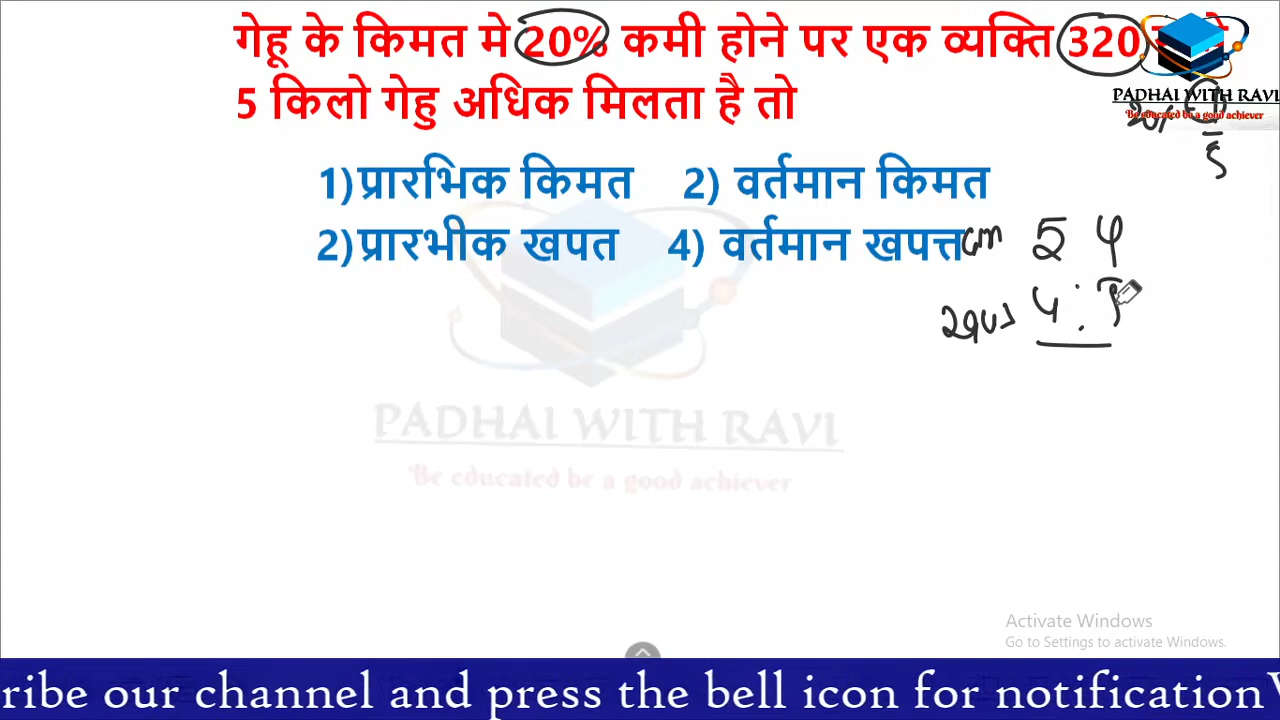 गेहू के किमत मे 20% कमी होने पर एक व्यक्ति 320
5 किलो गेहु अधिक मिलता है तो
PADHAI WITH RAVI
Be educated be a good achiever
20%
5
1)प्रारभिक किमत 2) वर्तमान किमत
2)प्रारभीक खपत 4) वर्तमान खपत्त
5 4
4 : 5
PADHAI WITH RAVI
Be educated be a good achiever
Activate Windows
Go to Settings to activate Windows.
ribe our channel and press the bell icon for notification